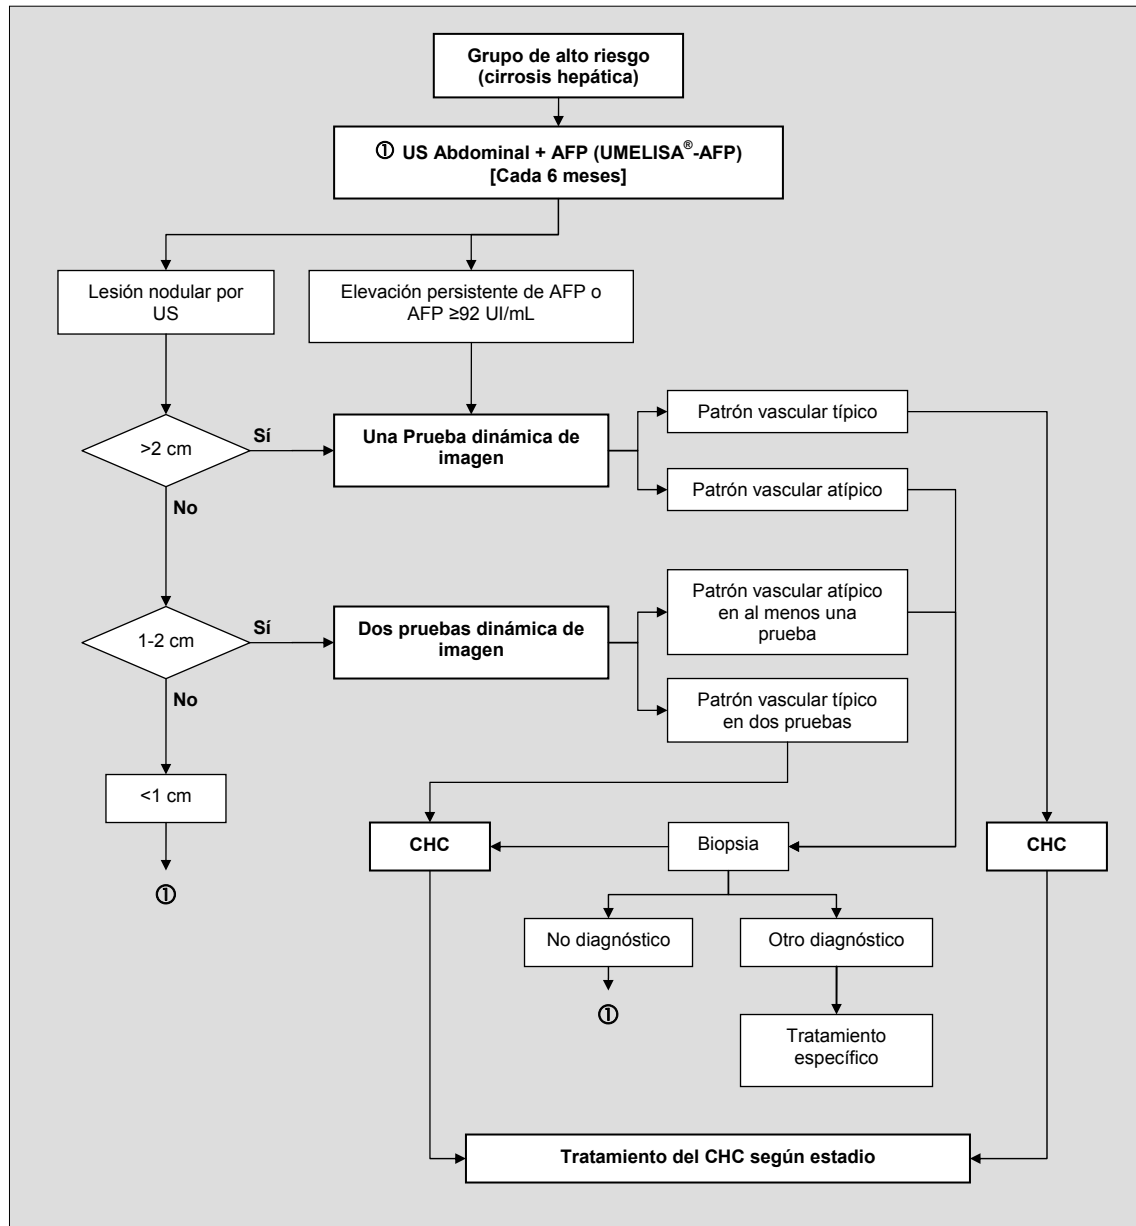 Grupo de alto riesgo
(cirrosis hepática)
① US Abdominal + AFP (UMELISA®-AFP)
[Cada 6 meses]
Lesión nodular por
US
Elevación persistente de AFP o
AFP ≥92 UI/mL
>2 cm
Sí
Una Prueba dinámica de
imagen
Patrón vascular típico
Patrón vascular atípico
No
1-2 cm
Sí
Dos pruebas dinámica de
imagen
Patrón vascular atípico
en al menos una
prueba
Patrón vascular típico
en dos pruebas
No
<1 cm
①
CHC
Biopsia
CHC
No diagnóstico
Otro diagnóstico
①
Tratamiento
específico
Tratamiento del CHC según estadio